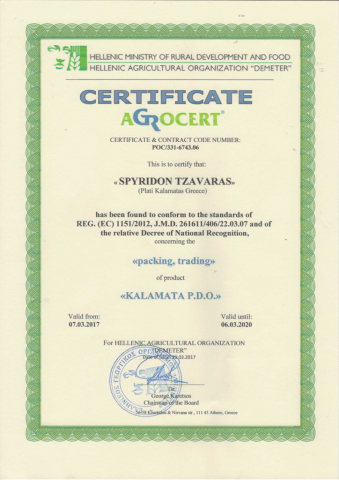 HELLENIC MINISTRY OF RURAL DEVELOPMENT AND FOOD
HELLENIC AGRICULTURAL ORGANIZATION "DEMETER"
CERTIFICATE
AGROCERT®
CERTIFICATE & CONTRACT CODE NUMBER:
POC/331-6743.06
This is to certify that:
« SPYRIDON TZAVARAS»
(Plati Kalamatas Greece)
has been found to conform to the standards of
REG. (EC) 1151/2012, J.M.D. 261611/406/22.03.07 and of
the relative Decree of National Recognition,
concerning the
«packing, trading»
of product
«KALAMATA P.D.O.»
Valid from:
07.03.2017
Valid until:
06.03.2020
For HELLENIC AGRICULTURAL ORGANIZATION
"DEMETER"
George Karetsos
Chairman of the Board